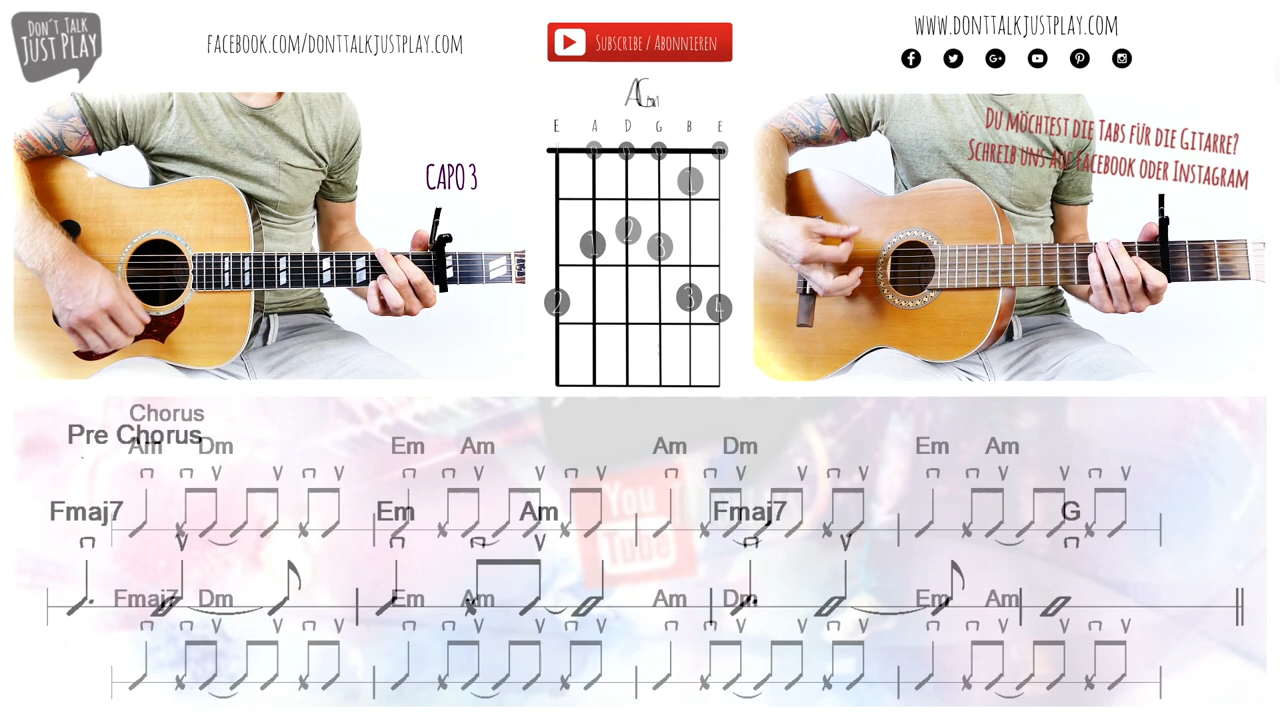 DON'T TALK
JUST PLAY
FACEBOOK.COM/DONTTALKJUSTPLAY.COM
SUBSCRIBE / ABONNIEREN
WWW.DONTTALKJUSTPLAY.COM
E A D G B E
1
1 2 3
2 3 4
CAPO 3
DU MÖCHTEST DIE TABS FÜR DIE GITARRE?
SCHREIB UNS AUF FACEBOOK ODER INSTAGRAM
Chorus
Pre Chorus
Am Dm Em Am Am Dm Em Am
Fmaj7 Em Am Fmaj7 G
Fmaj7 Dm Em Am Am Dm Em Am
You
Tube